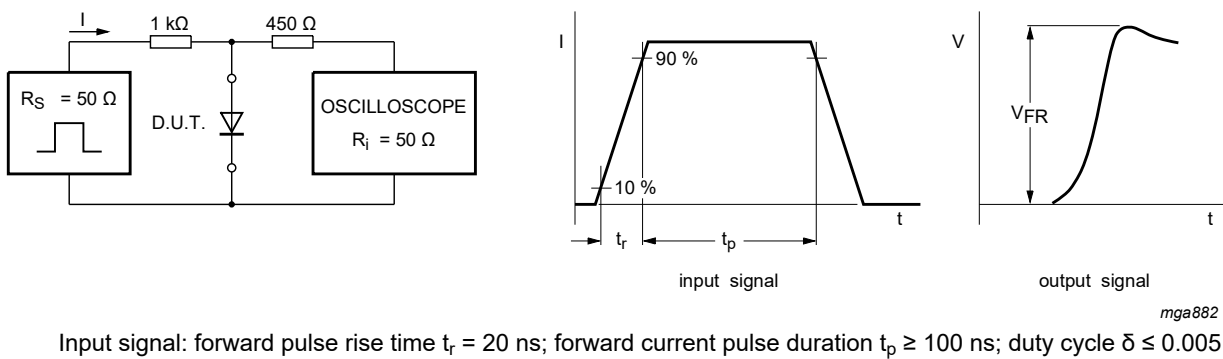 I
1 kΩ
450 Ω
R_S = 50 Ω
D.U.T.
OSCILLOSCOPE
R_i = 50 Ω
I
90 %
10 %
t
t_r
t_p
input signal
V
V_FR
t
output signal
mga882
Input signal: forward pulse rise time t_r = 20 ns; forward current pulse duration t_p ≥ 100 ns; duty cycle δ ≤ 0.005